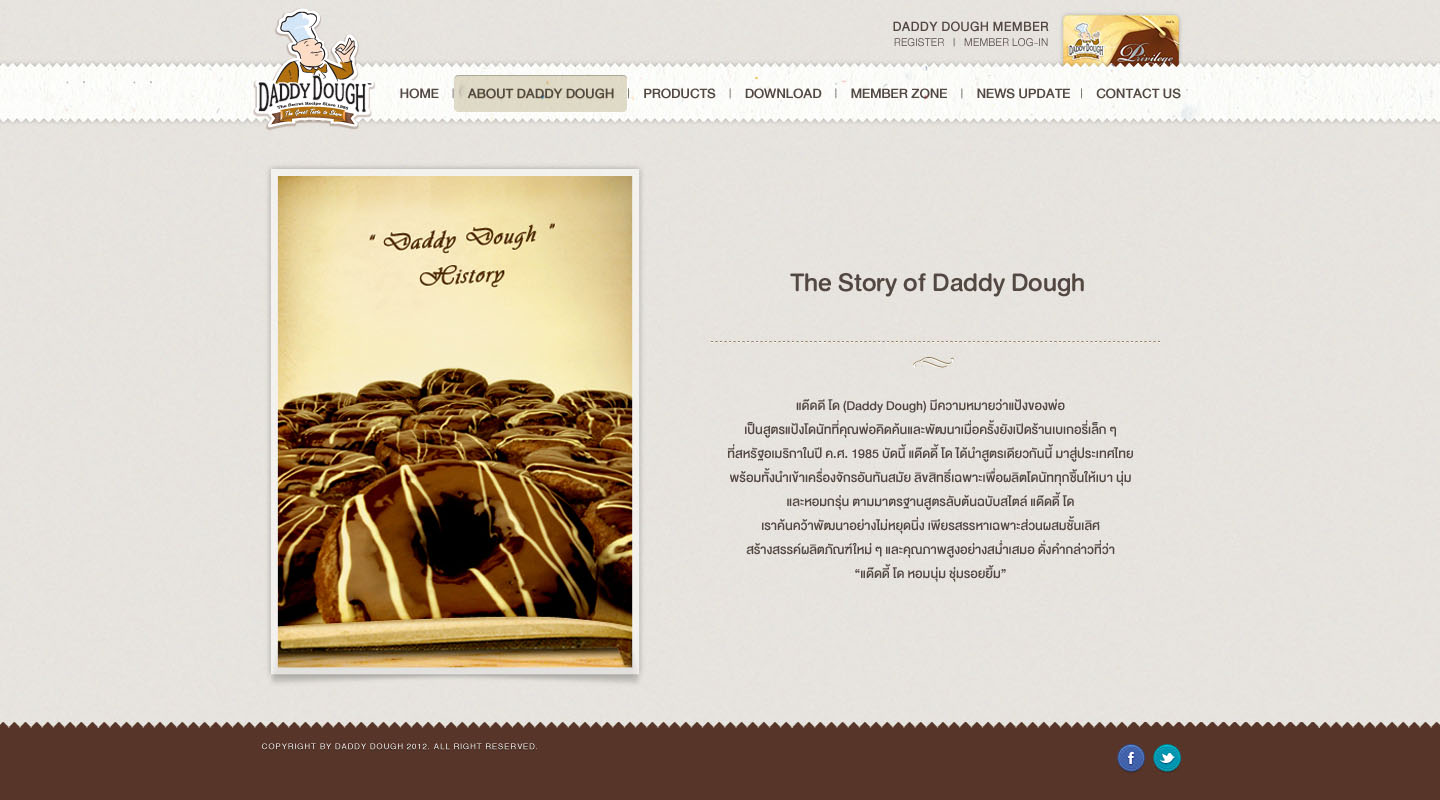 DADDY DOUGH
The Secret Recipe Since 1985
The Great Taste to Share
DADDY DOUGH MEMBER
REGISTER | MEMBER LOG-IN
DADDY DOUGH
Privilege
HOME | ABOUT DADDY DOUGH | PRODUCTS | DOWNLOAD | MEMBER ZONE | NEWS UPDATE | CONTACT US
" Daddy Dough "
History
The Story of Daddy Dough
แด๊ดดี้ โด (Daddy Dough) มีความหมายว่าแป้งของพ่อ
เป็นสูตรแป้งโดนัทที่คุณพ่อคิดค้นและพัฒนาเมื่อครั้งยังเปิดร้านเบเกอรี่เล็ก ๆ
ที่สหรัฐอเมริกาในปี ค.ศ. 1985 บัดนี้ แด๊ดดี้ โด ได้นำสูตรเดียวกันนี้ มาสู่ประเทศไทย
พร้อมทั้งนำเข้าเครื่องจักรอันทันสมัย ลิขสิทธิ์เฉพาะเพื่อผลิตโดนัททุกชิ้นให้เบา นุ่ม
และหอมกรุ่น ตามมาตรฐานสูตรลับต้นฉบับสไตล์ แด๊ดดี้ โด
เราค้นคว้าพัฒนาอย่างไม่หยุดนิ่ง เพียรสรรหาเฉพาะส่วนผสมชั้นเลิศ
สร้างสรรค์ผลิตภัณฑ์ใหม่ ๆ และคุณภาพสูงอย่างสม่ำเสมอ ดั่งคำกล่าวที่ว่า
“แด๊ดดี้ โด หอมนุ่ม ชุ่มรอยยิ้ม”
COPYRIGHT BY DADDY DOUGH 2012. ALL RIGHT RESERVED.